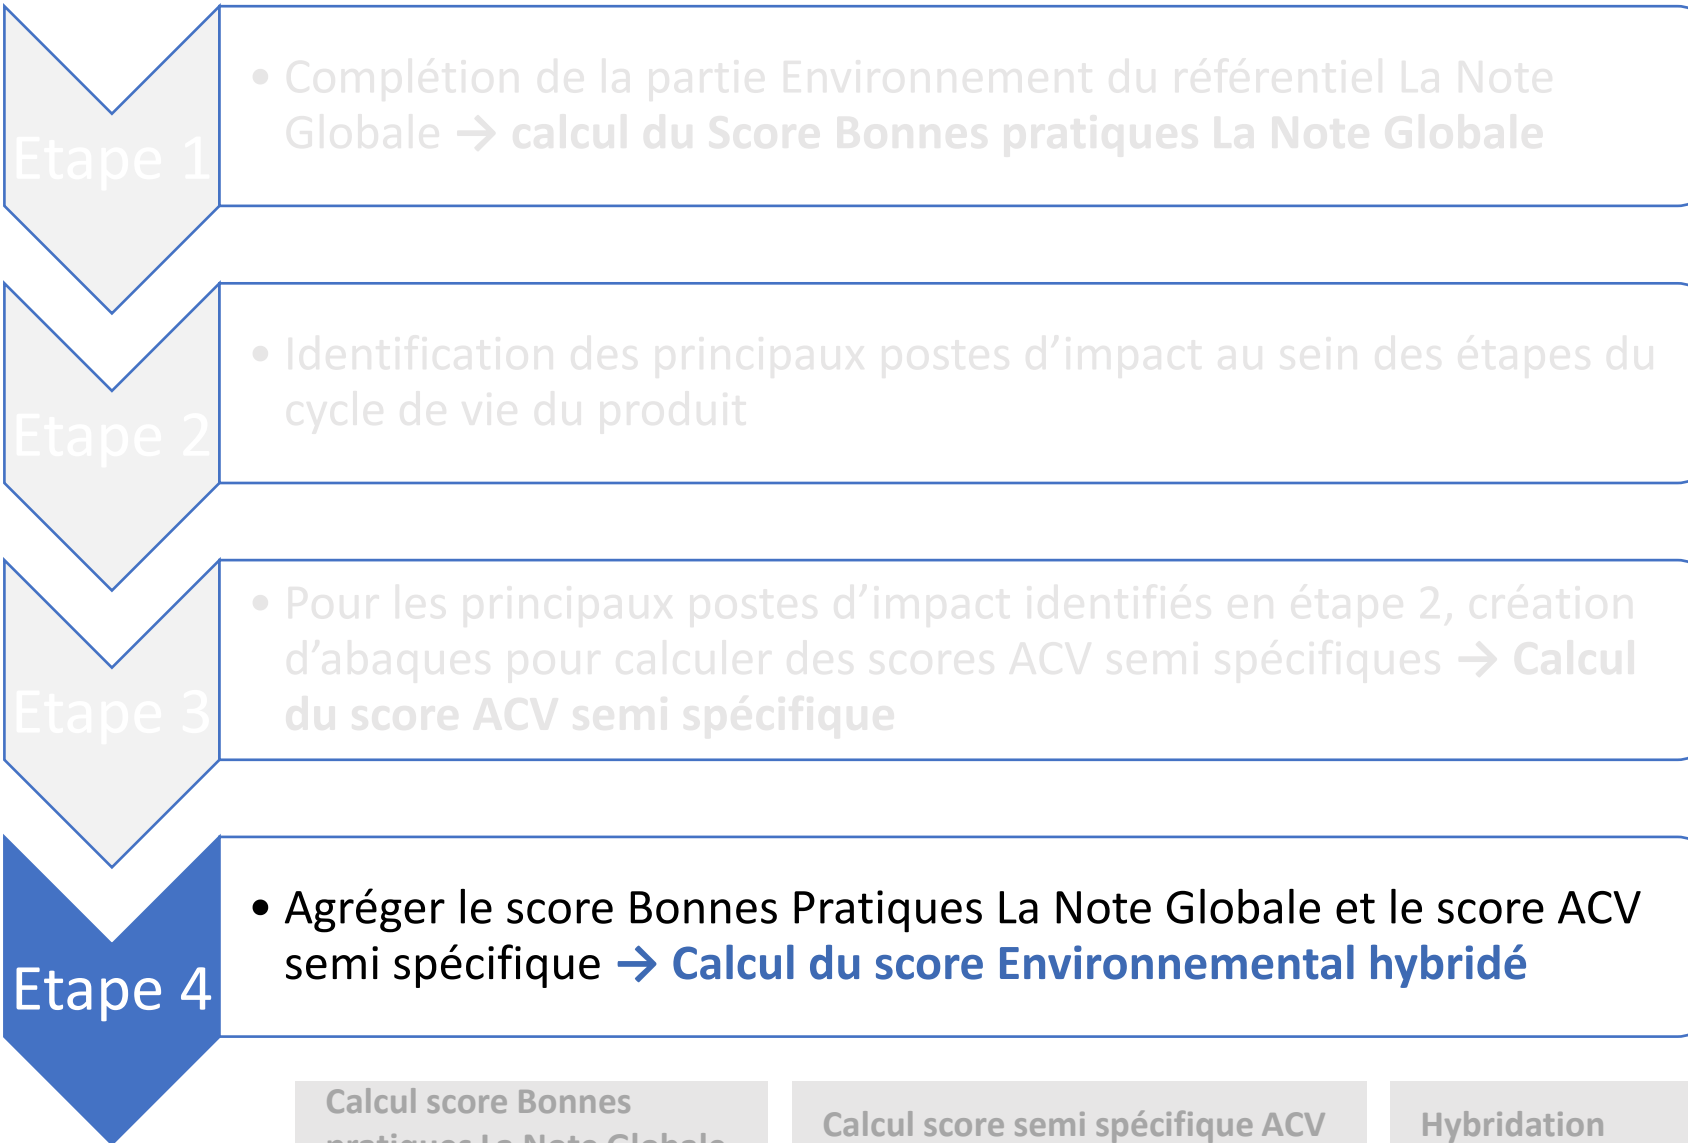 Etape 1
• Complétion de la partie Environnement du référentiel La Note
Globale → calcul du Score Bonnes pratiques La Note Globale
Etape 2
• Identification des principaux postes d’impact au sein des étapes du
cycle de vie du produit
Etape 3
• Pour les principaux postes d’impact identifiés en étape 2, création
d’abaques pour calculer des scores ACV semi spécifiques → Calcul
du score ACV semi spécifique
Etape 4
• Agréger le score Bonnes Pratiques La Note Globale et le score ACV
semi spécifique → Calcul du score Environnemental hybridé
Calcul score Bonnes
pratiques La Note Globale
Calcul score semi spécifique ACV
Hybridation